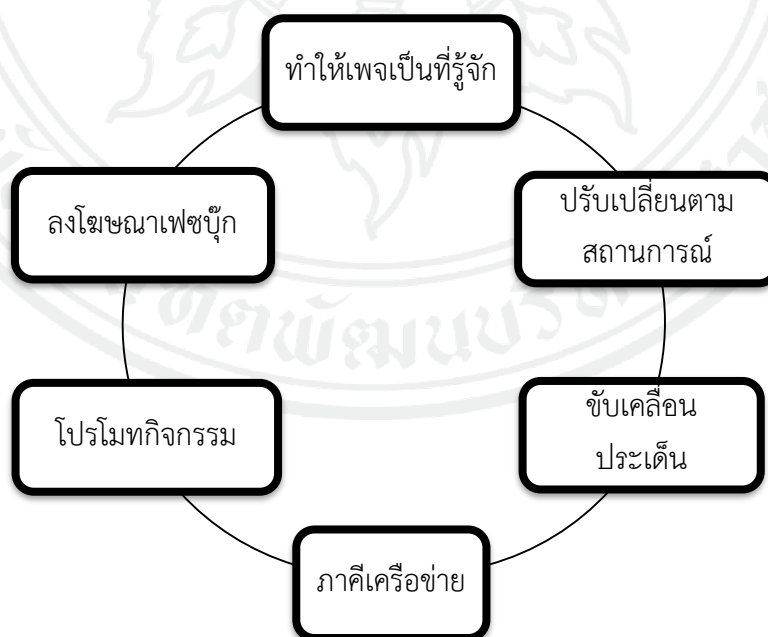 ทำให้เพจเป็นที่รู้จัก
ปรับเปลี่ยนตาม
สถานการณ์
ขับเคลื่อน
ประเด็น
ภาคีเครือข่าย
โปรโมทกิจกรรม
ลงโฆษณาเฟซบุ๊ก